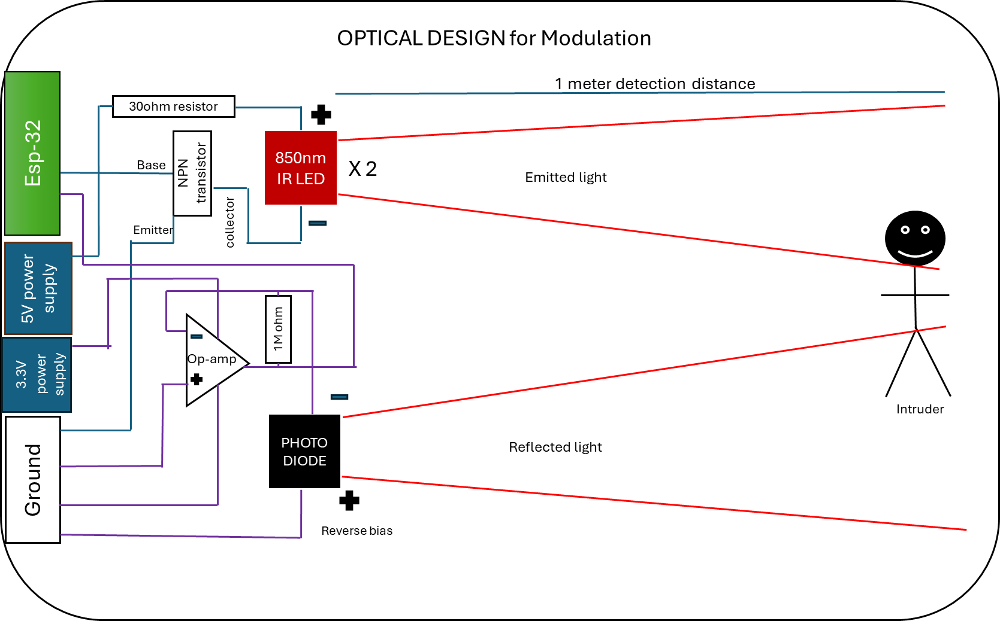 OPTICAL DESIGN for Modulation
1 meter detection distance
Esp-32
30ohm resistor
Base
NPN
transistor
850nm
IR LED
X 2
Emitted light
Emitter
collector
5V power
supply
3.3V
power
supply
Op-amp
1M ohm
Intruder
PHOTO
DIODE
Reflected light
Ground
Reverse bias